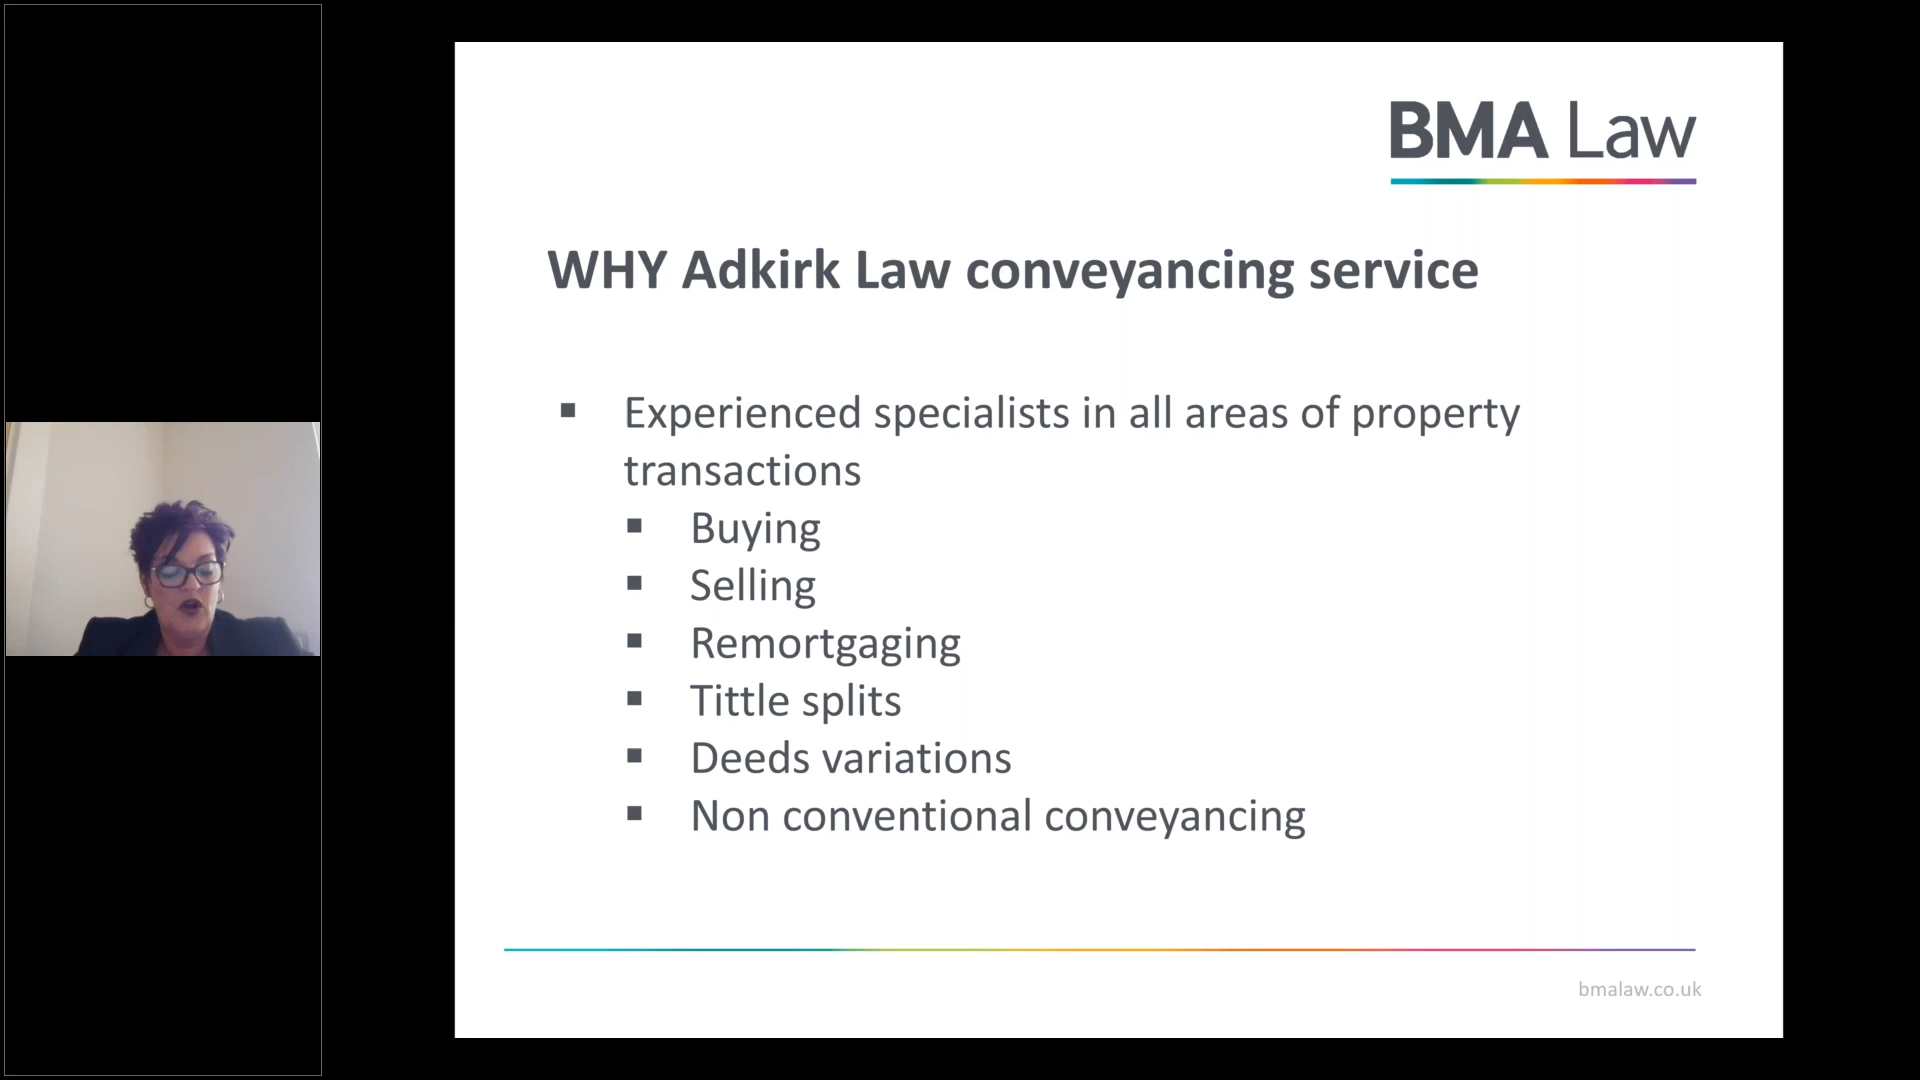 BMA Law
WHY Adkirk Law conveyancing service
▪ Experienced specialists in all areas of property
transactions
▪ Buying
▪ Selling
▪ Remortgaging
▪ Tittle splits
▪ Deeds variations
▪ Non conventional conveyancing
bmalaw.co.uk